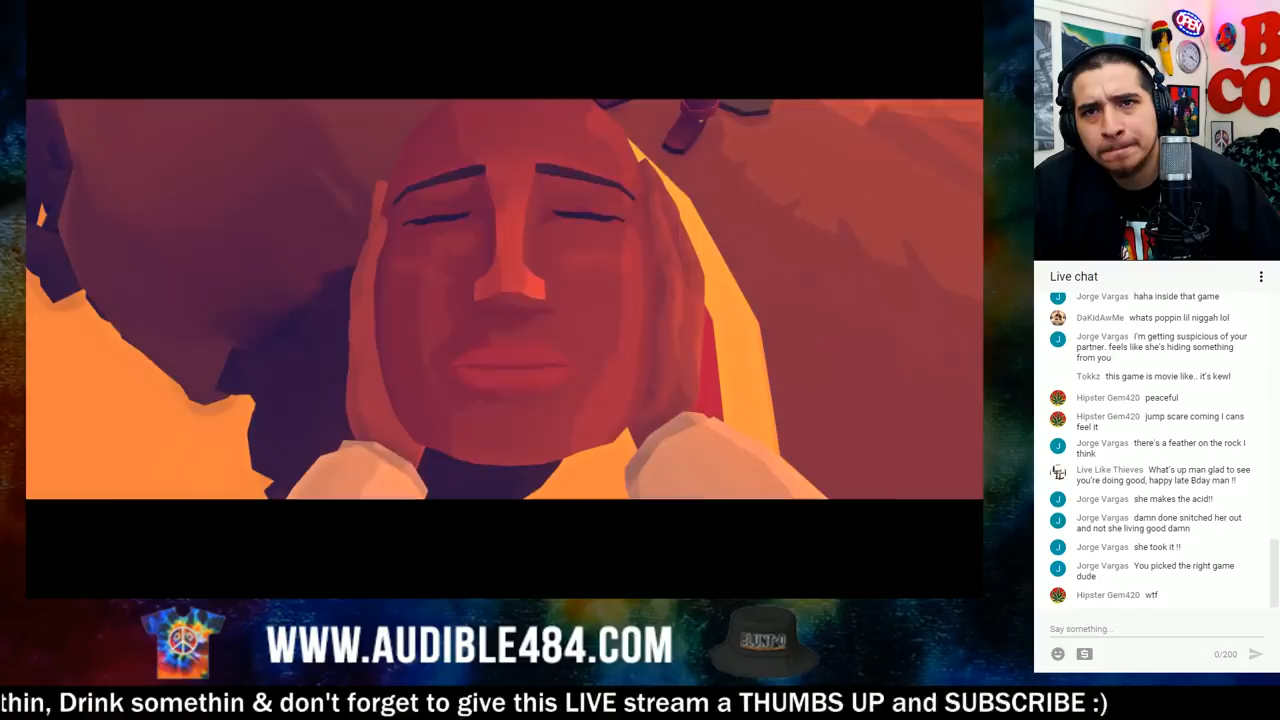 OPEN
B
CO
Live chat
Jorge Vargas haha inside that game
DaKidAwMe whats poppin lil niggah lol
Jorge Vargas I'm getting suspicious of your
partner. feels like she's hiding something
from you
Tokkz this game is movie like.. it's kewl
Hipster Gem420 peaceful
Hipster Gem420 jump scare coming I cans
feel it
Jorge Vargas there's a feather on the rock I
think
Live Like Thieves What's up man glad to see
you're doing good, happy late Bday man !!
Jorge Vargas she makes the acid!!
Jorge Vargas damn done snitched her out
and not she living good damn
Jorge Vargas she took it !!
Jorge Vargas You picked the right game
dude
Hipster Gem420 wtf
Say something...
0/200
WWW.AUDIBLE484.COM
thin, Drink somethin & don't forget to give this LIVE stream a THUMBS UP and SUBSCRIBE :)